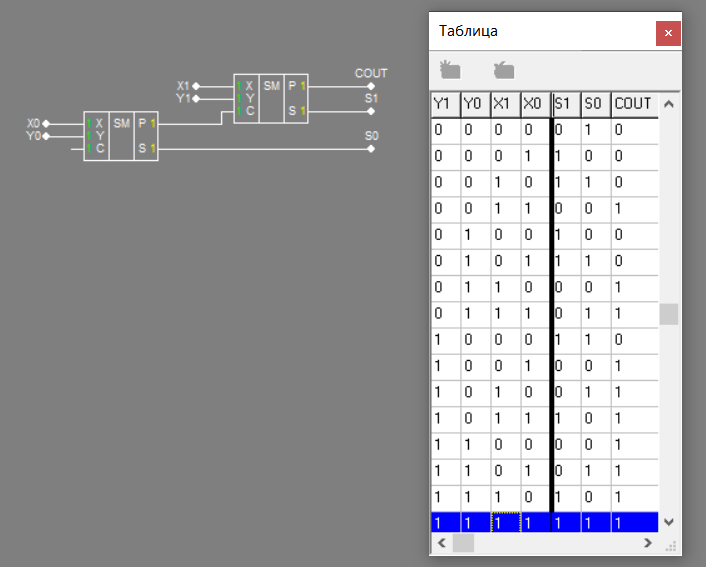 Таблица
COUT
X1 1 X SM P 1
Y1 1 Y S1
1 C S 1
X0 1 X SM P 1
Y0 1 Y S0
1 C S 1
Y1 Y0 X1 X0 S1 S0 COUT
0 0 0 0 0 1 0
0 0 0 1 1 0 0
0 0 1 0 1 1 0
0 0 1 1 0 0 1
0 1 0 0 1 0 0
0 1 0 1 1 1 0
0 1 1 0 0 0 1
0 1 1 1 0 1 1
1 0 0 0 1 1 0
1 0 0 1 0 0 1
1 0 1 0 0 1 1
1 0 1 1 1 0 1
1 1 0 0 0 0 1
1 1 0 1 0 1 1
1 1 1 0 1 0 1
1 1 1 1 1 1 1